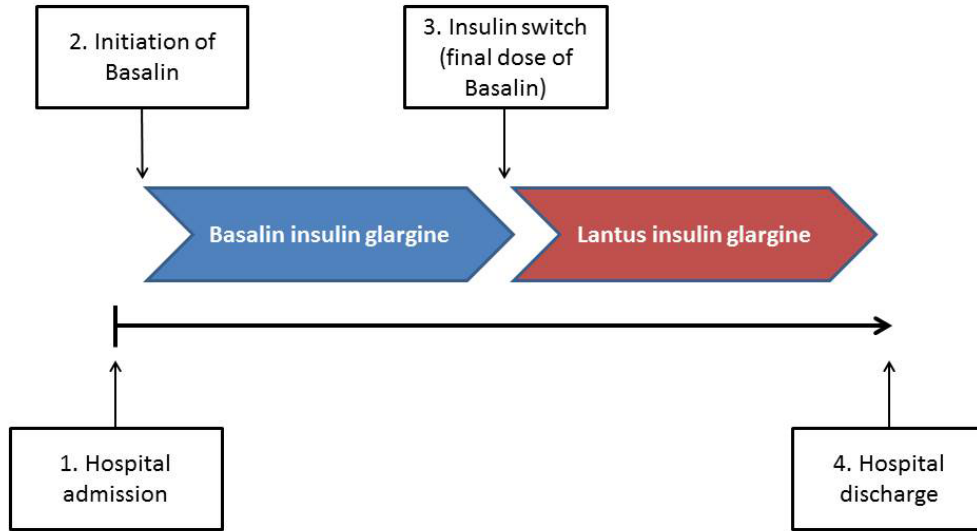 2. Initiation of
Basalin
3. Insulin switch
(final dose of
Basalin)
Basalin insulin glargine
Lantus insulin glargine
1. Hospital
admission
4. Hospital
discharge